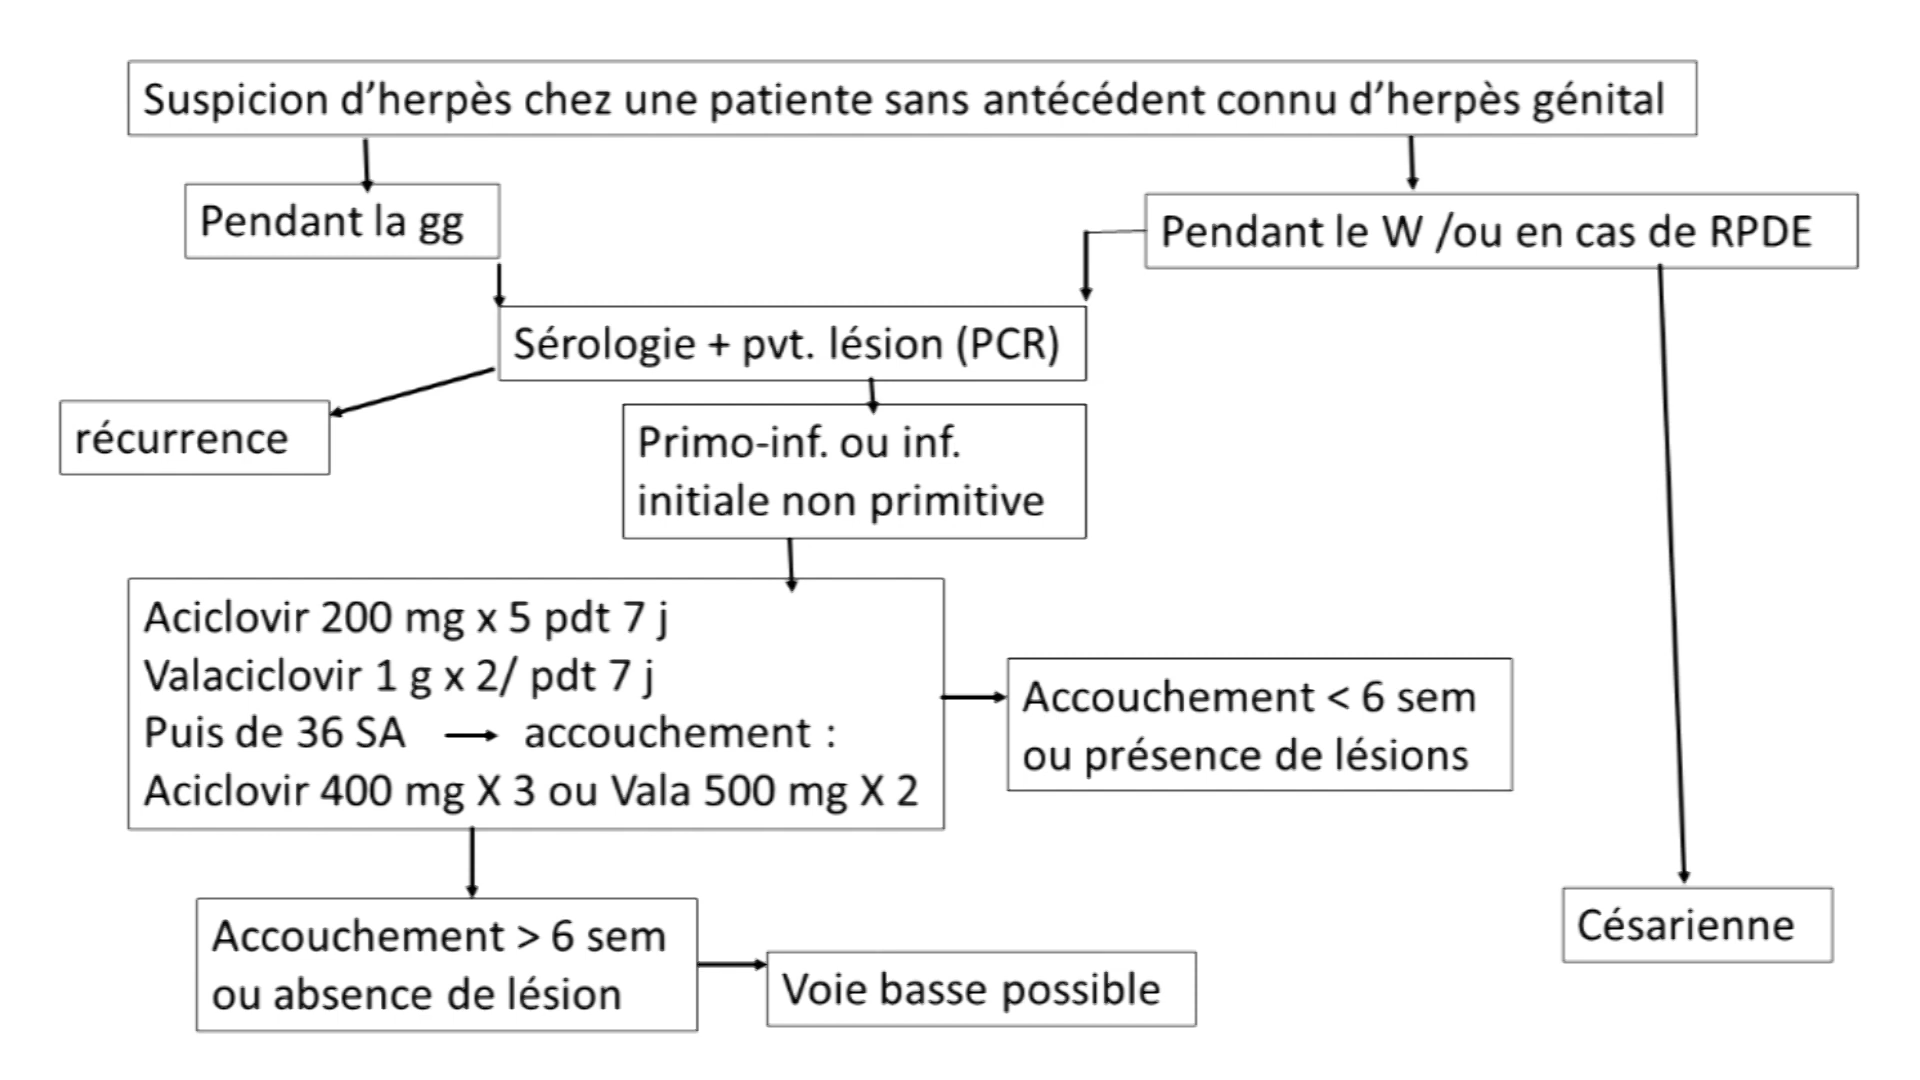 Suspicion d’herpès chez une patiente sans antécédent connu d’herpès génital
Pendant la gg
Pendant le W /ou en cas de RPDE
Sérologie + pvt. lésion (PCR)
récurrence
Primo-inf. ou inf.
initiale non primitive
Aciclovir 200 mg x 5 pdt 7 j
Valaciclovir 1 g x 2/ pdt 7 j
Puis de 36 SA → accouchement :
Aciclovir 400 mg X 3 ou Vala 500 mg X 2
Accouchement < 6 sem
ou présence de lésions
Accouchement > 6 sem
ou absence de lésion
Voie basse possible
Césarienne